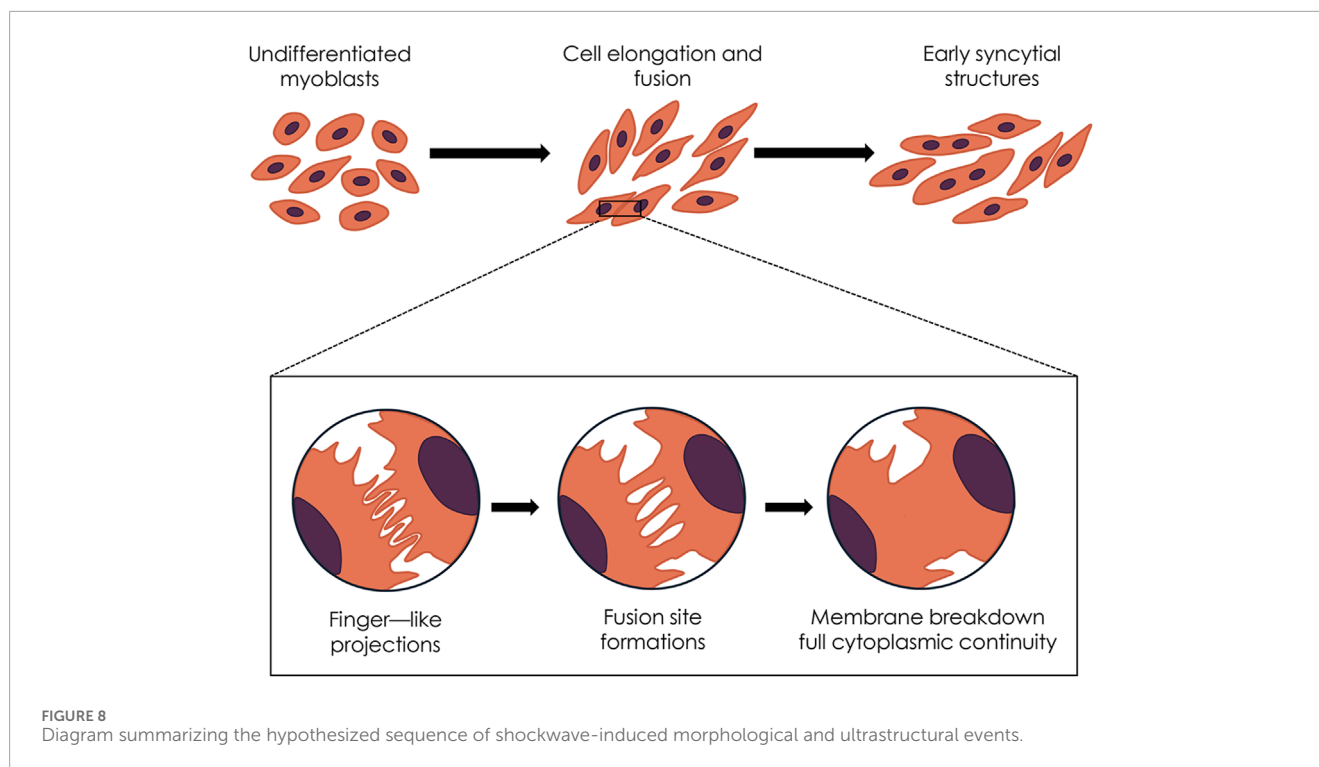 Undifferentiated
myoblasts
Cell elongation and
fusion
Early syncytial
structures
Finger—like
projections
Fusion site
formations
Membrane breakdown
full cytoplasmic continuity
FIGURE 8
Diagram summarizing the hypothesized sequence of shockwave-induced morphological and ultrastructural events.